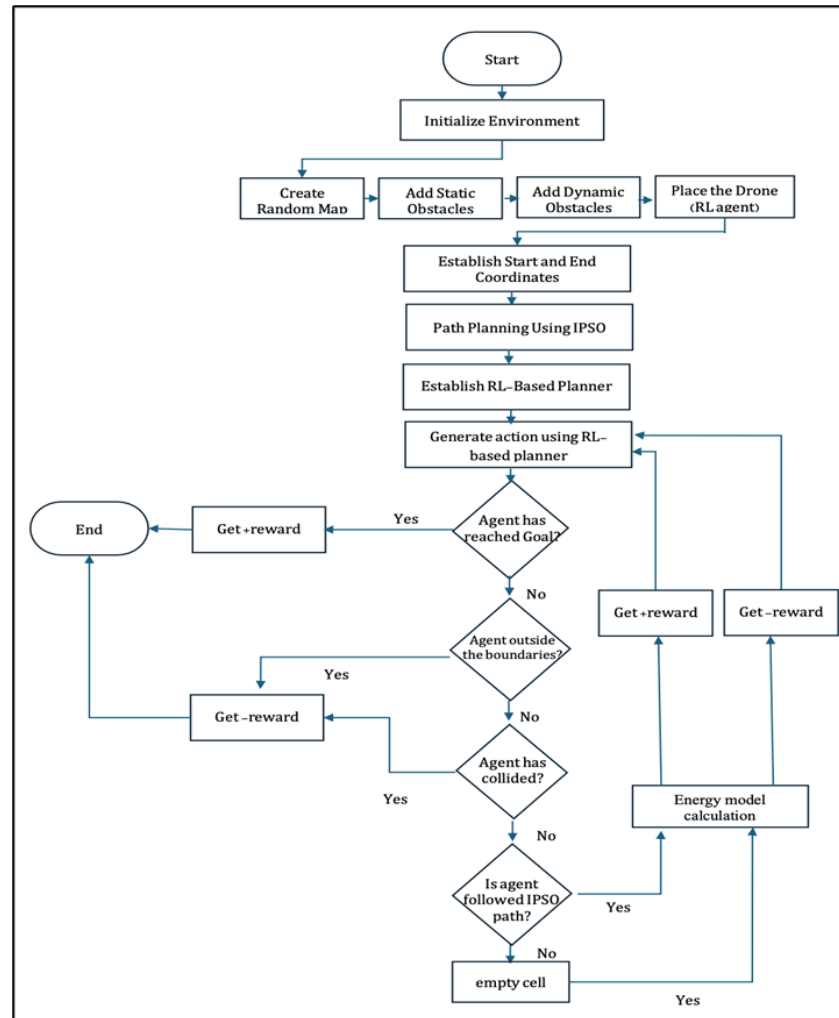 Start
Initialize Environment
Create
Random Map
Add Static
Obstacles
Add Dynamic
Obstacles
Place the Drone
(RL agent)
Establish Start and End
Coordinates
Path Planning Using IPSO
Establish RL-Based Planner
Generate action using RL-
based planner
End
Get +reward
Yes
Agent has
reached Goal?
No
Get +reward
Get -reward
Agent outside
the boundaries?
Yes
Get -reward
No
Agent has
collided?
Yes
Energy model
calculation
No
Is agent
followed IPSO
path?
Yes
No
empty cell
Yes